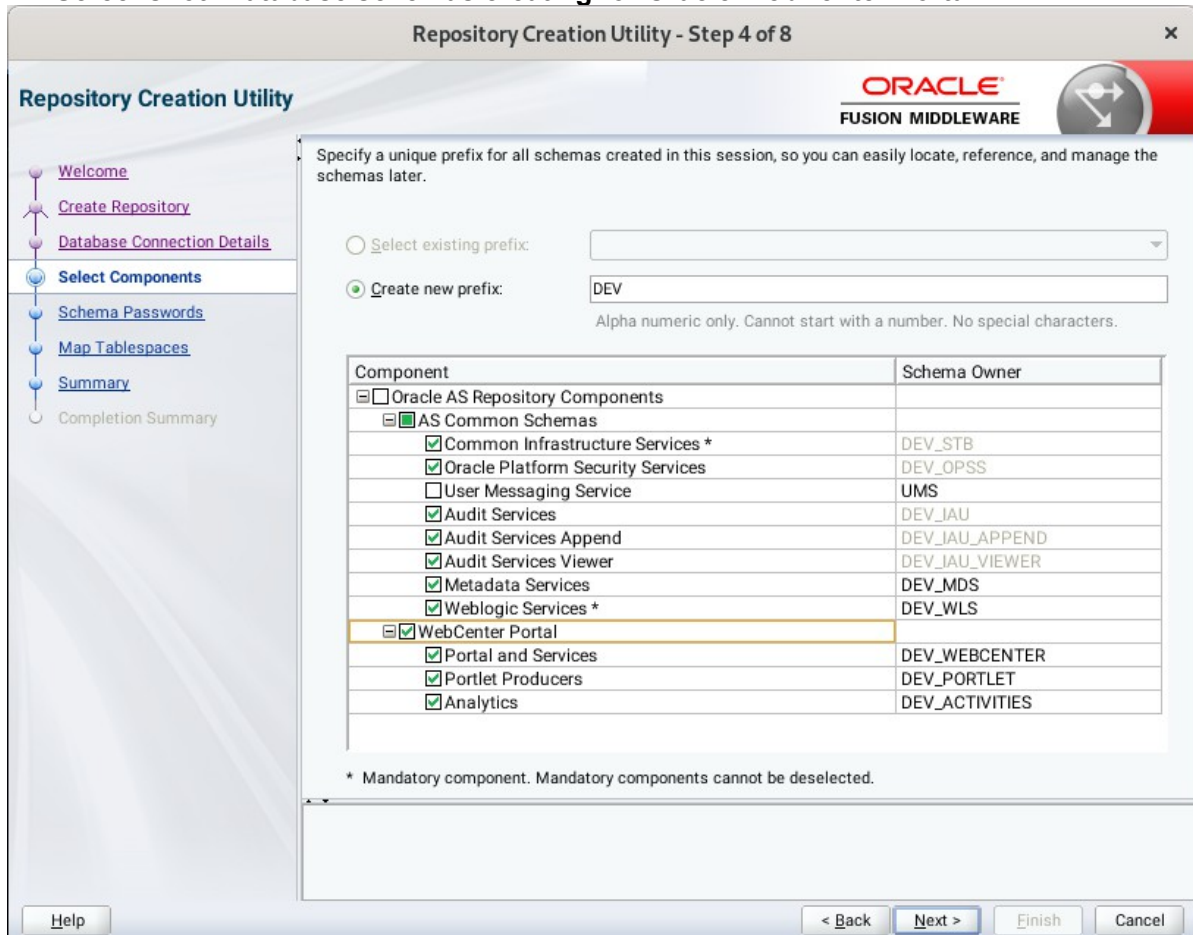 Repository Creation Utility - Step 4 of 8
Repository Creation Utility
ORACLE
FUSION MIDDLEWARE
Welcome
Create Repository
Database Connection Details
Select Components
Schema Passwords
Map Tablespaces
Summary
Completion Summary
Specify a unique prefix for all schemas created in this session, so you can easily locate, reference, and manage the
schemas later.
Select existing prefix:
Create new prefix: DEV
Alpha numeric only. Cannot start with a number. No special characters.
Component Schema Owner
Oracle AS Repository Components
AS Common Schemas
Common Infrastructure Services * DEV_STB
Oracle Platform Security Services DEV_OPSS
User Messaging Service UMS
Audit Services DEV_IAU
Audit Services Append DEV_IAU_APPEND
Audit Services Viewer DEV_IAU_VIEWER
Metadata Services DEV_MDS
Weblogic Services * DEV_WLS
WebCenter Portal
Portal and Services DEV_WEBCENTER
Portlet Producers DEV_PORTLET
Analytics DEV_ACTIVITIES
* Mandatory component. Mandatory components cannot be deselected.
Help < Back Next > Finish Cancel